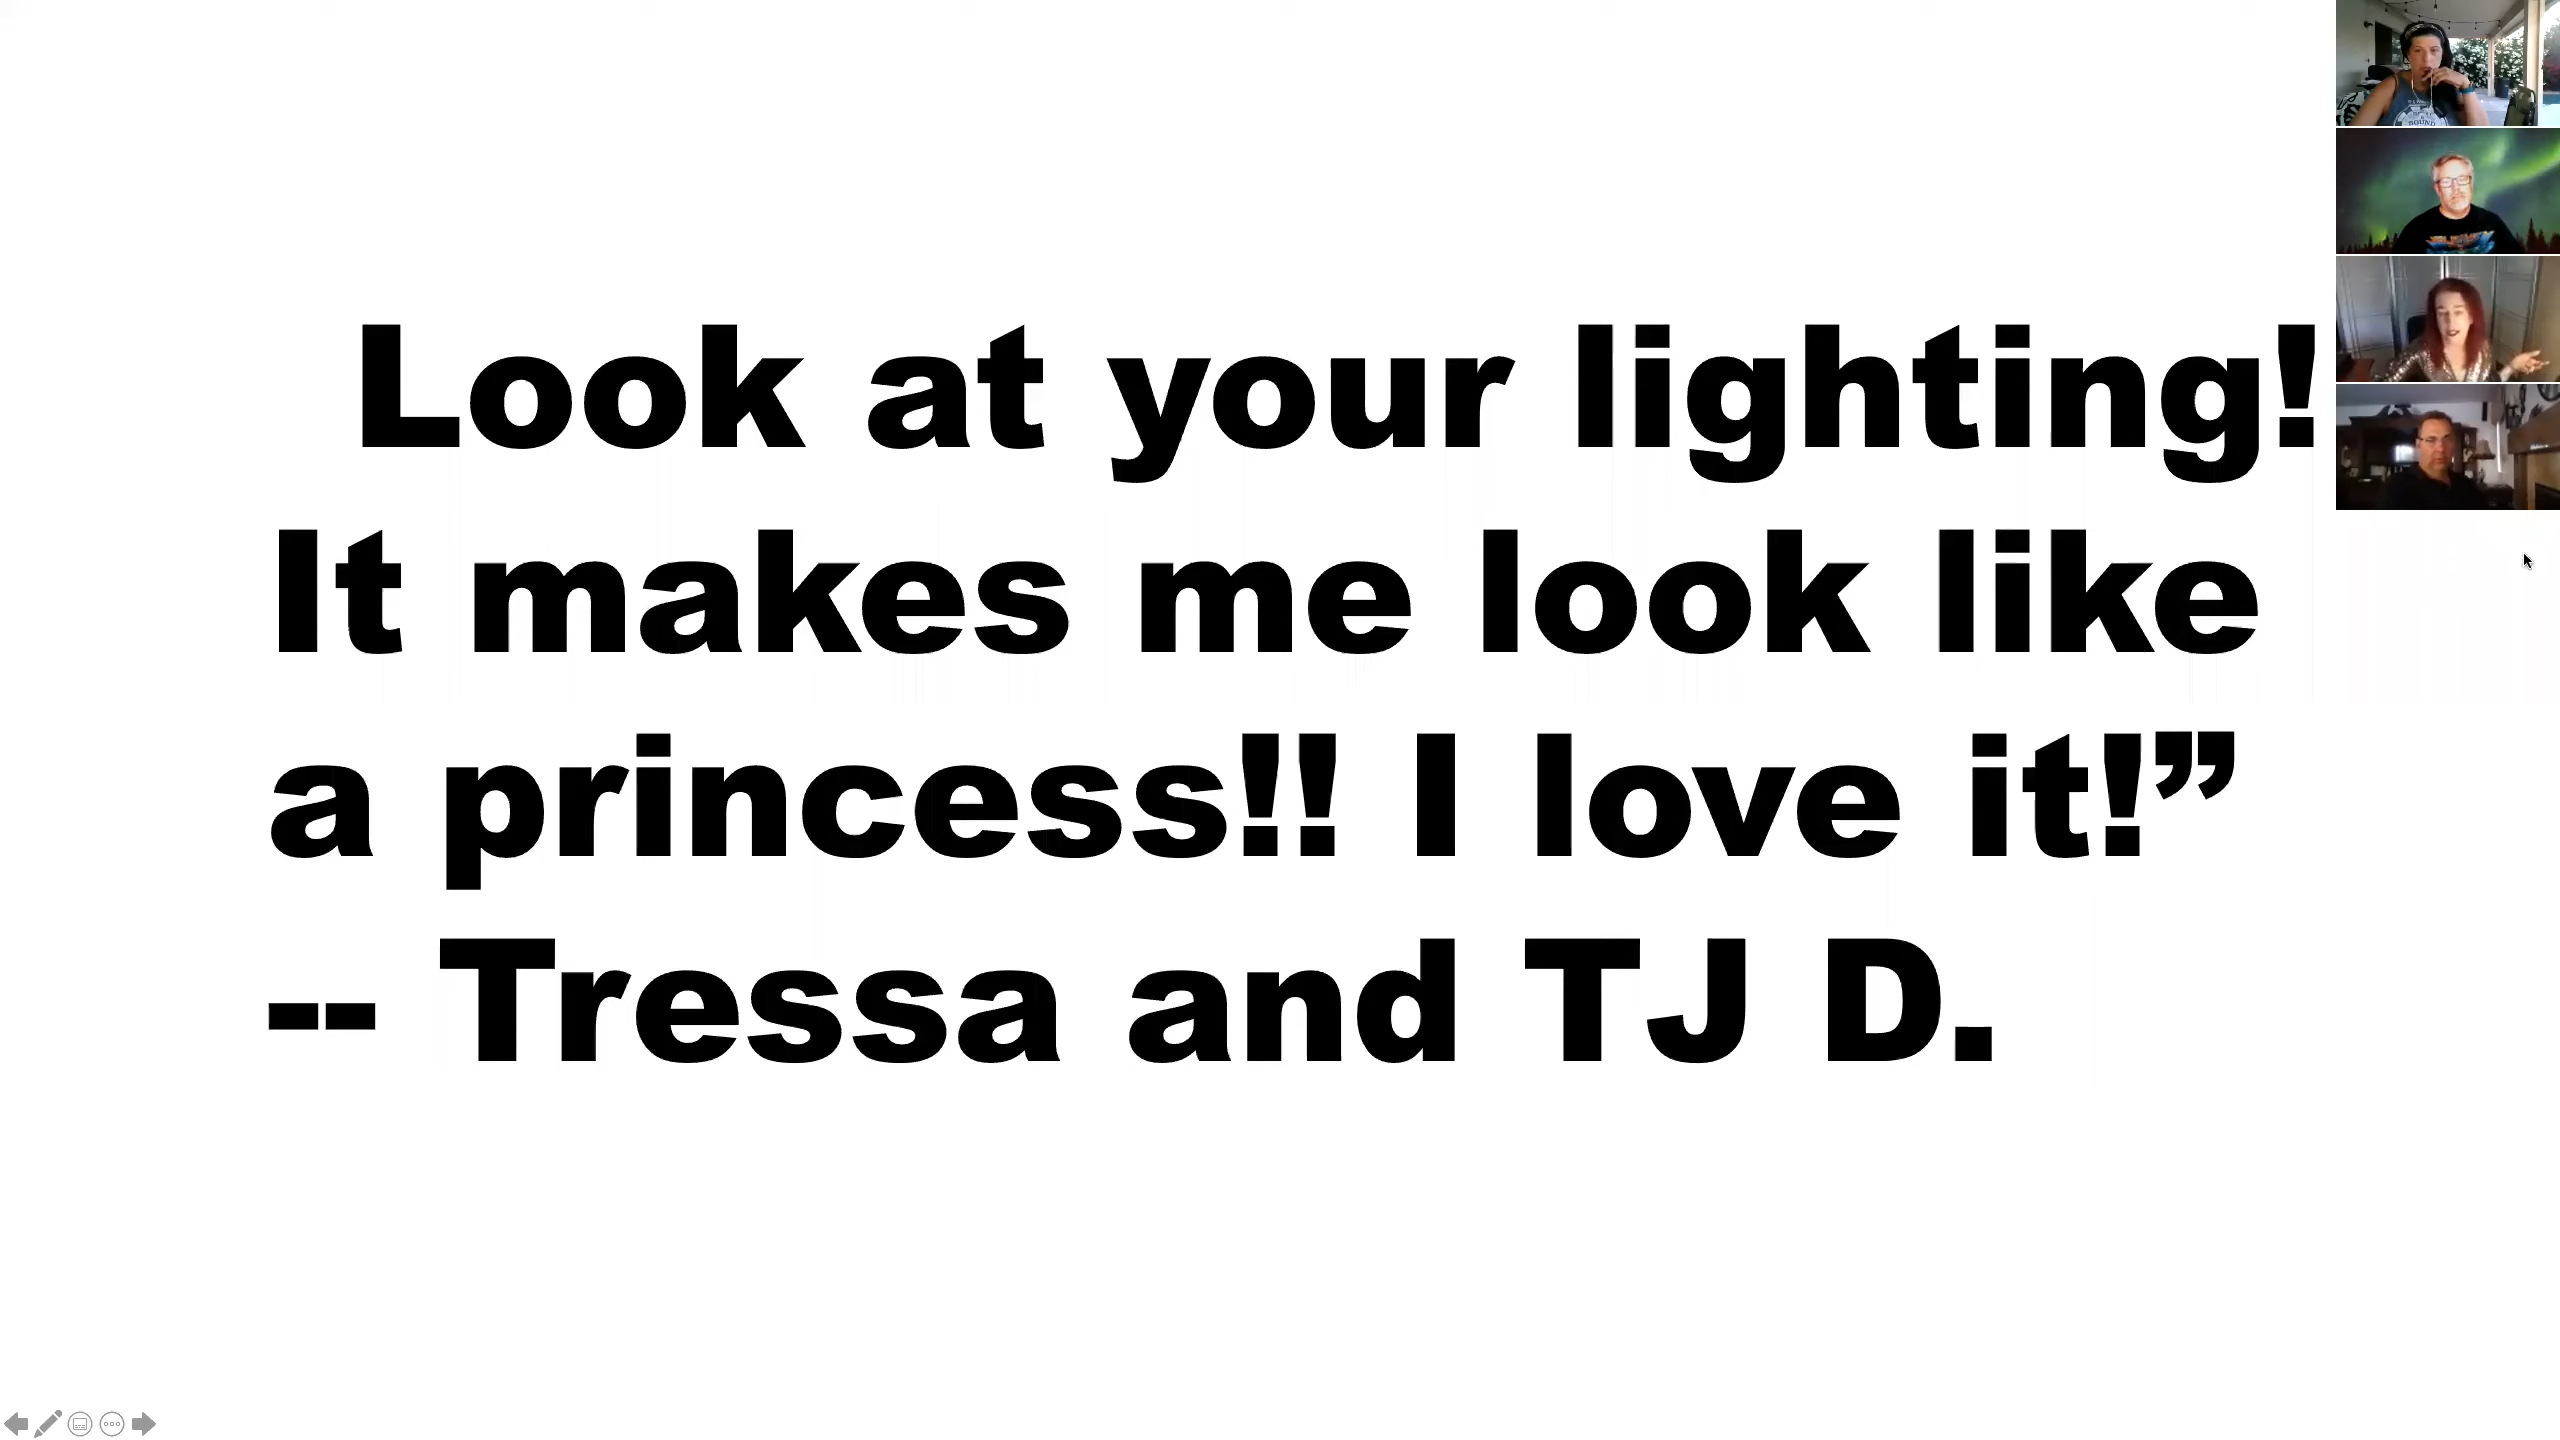 Look at your lighting!
It makes me look like
a princess!! I love it!”
-- Tressa and TJ D.